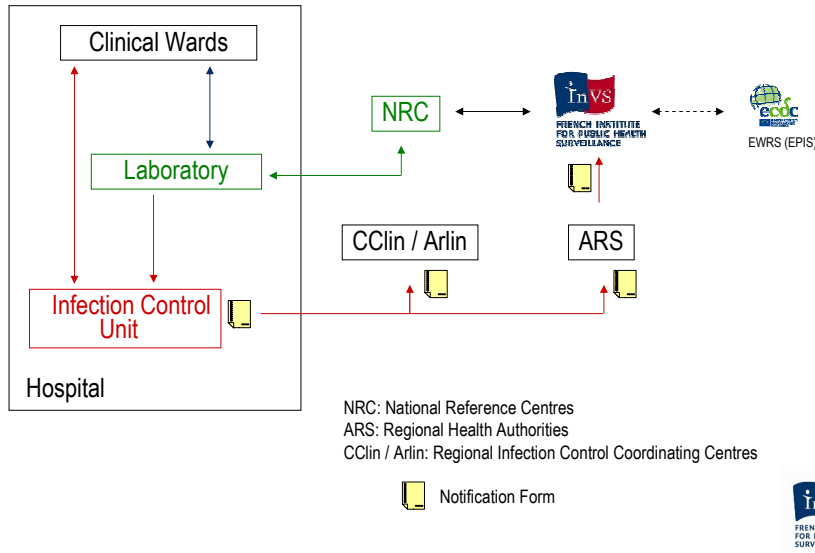 Clinical Wards
InVS
FRENCH INSTITUTE
FOR PUBLIC HEALTH
SURVEILLANCE
ecdc
NRC
EWRS (EPIS)
Laboratory
CClin / Arlin
ARS
Infection Control
Unit
Hospital
NRC: National Reference Centres
ARS: Regional Health Authorities
CClin / Arlin: Regional Infection Control Coordinating Centres
Notification Form